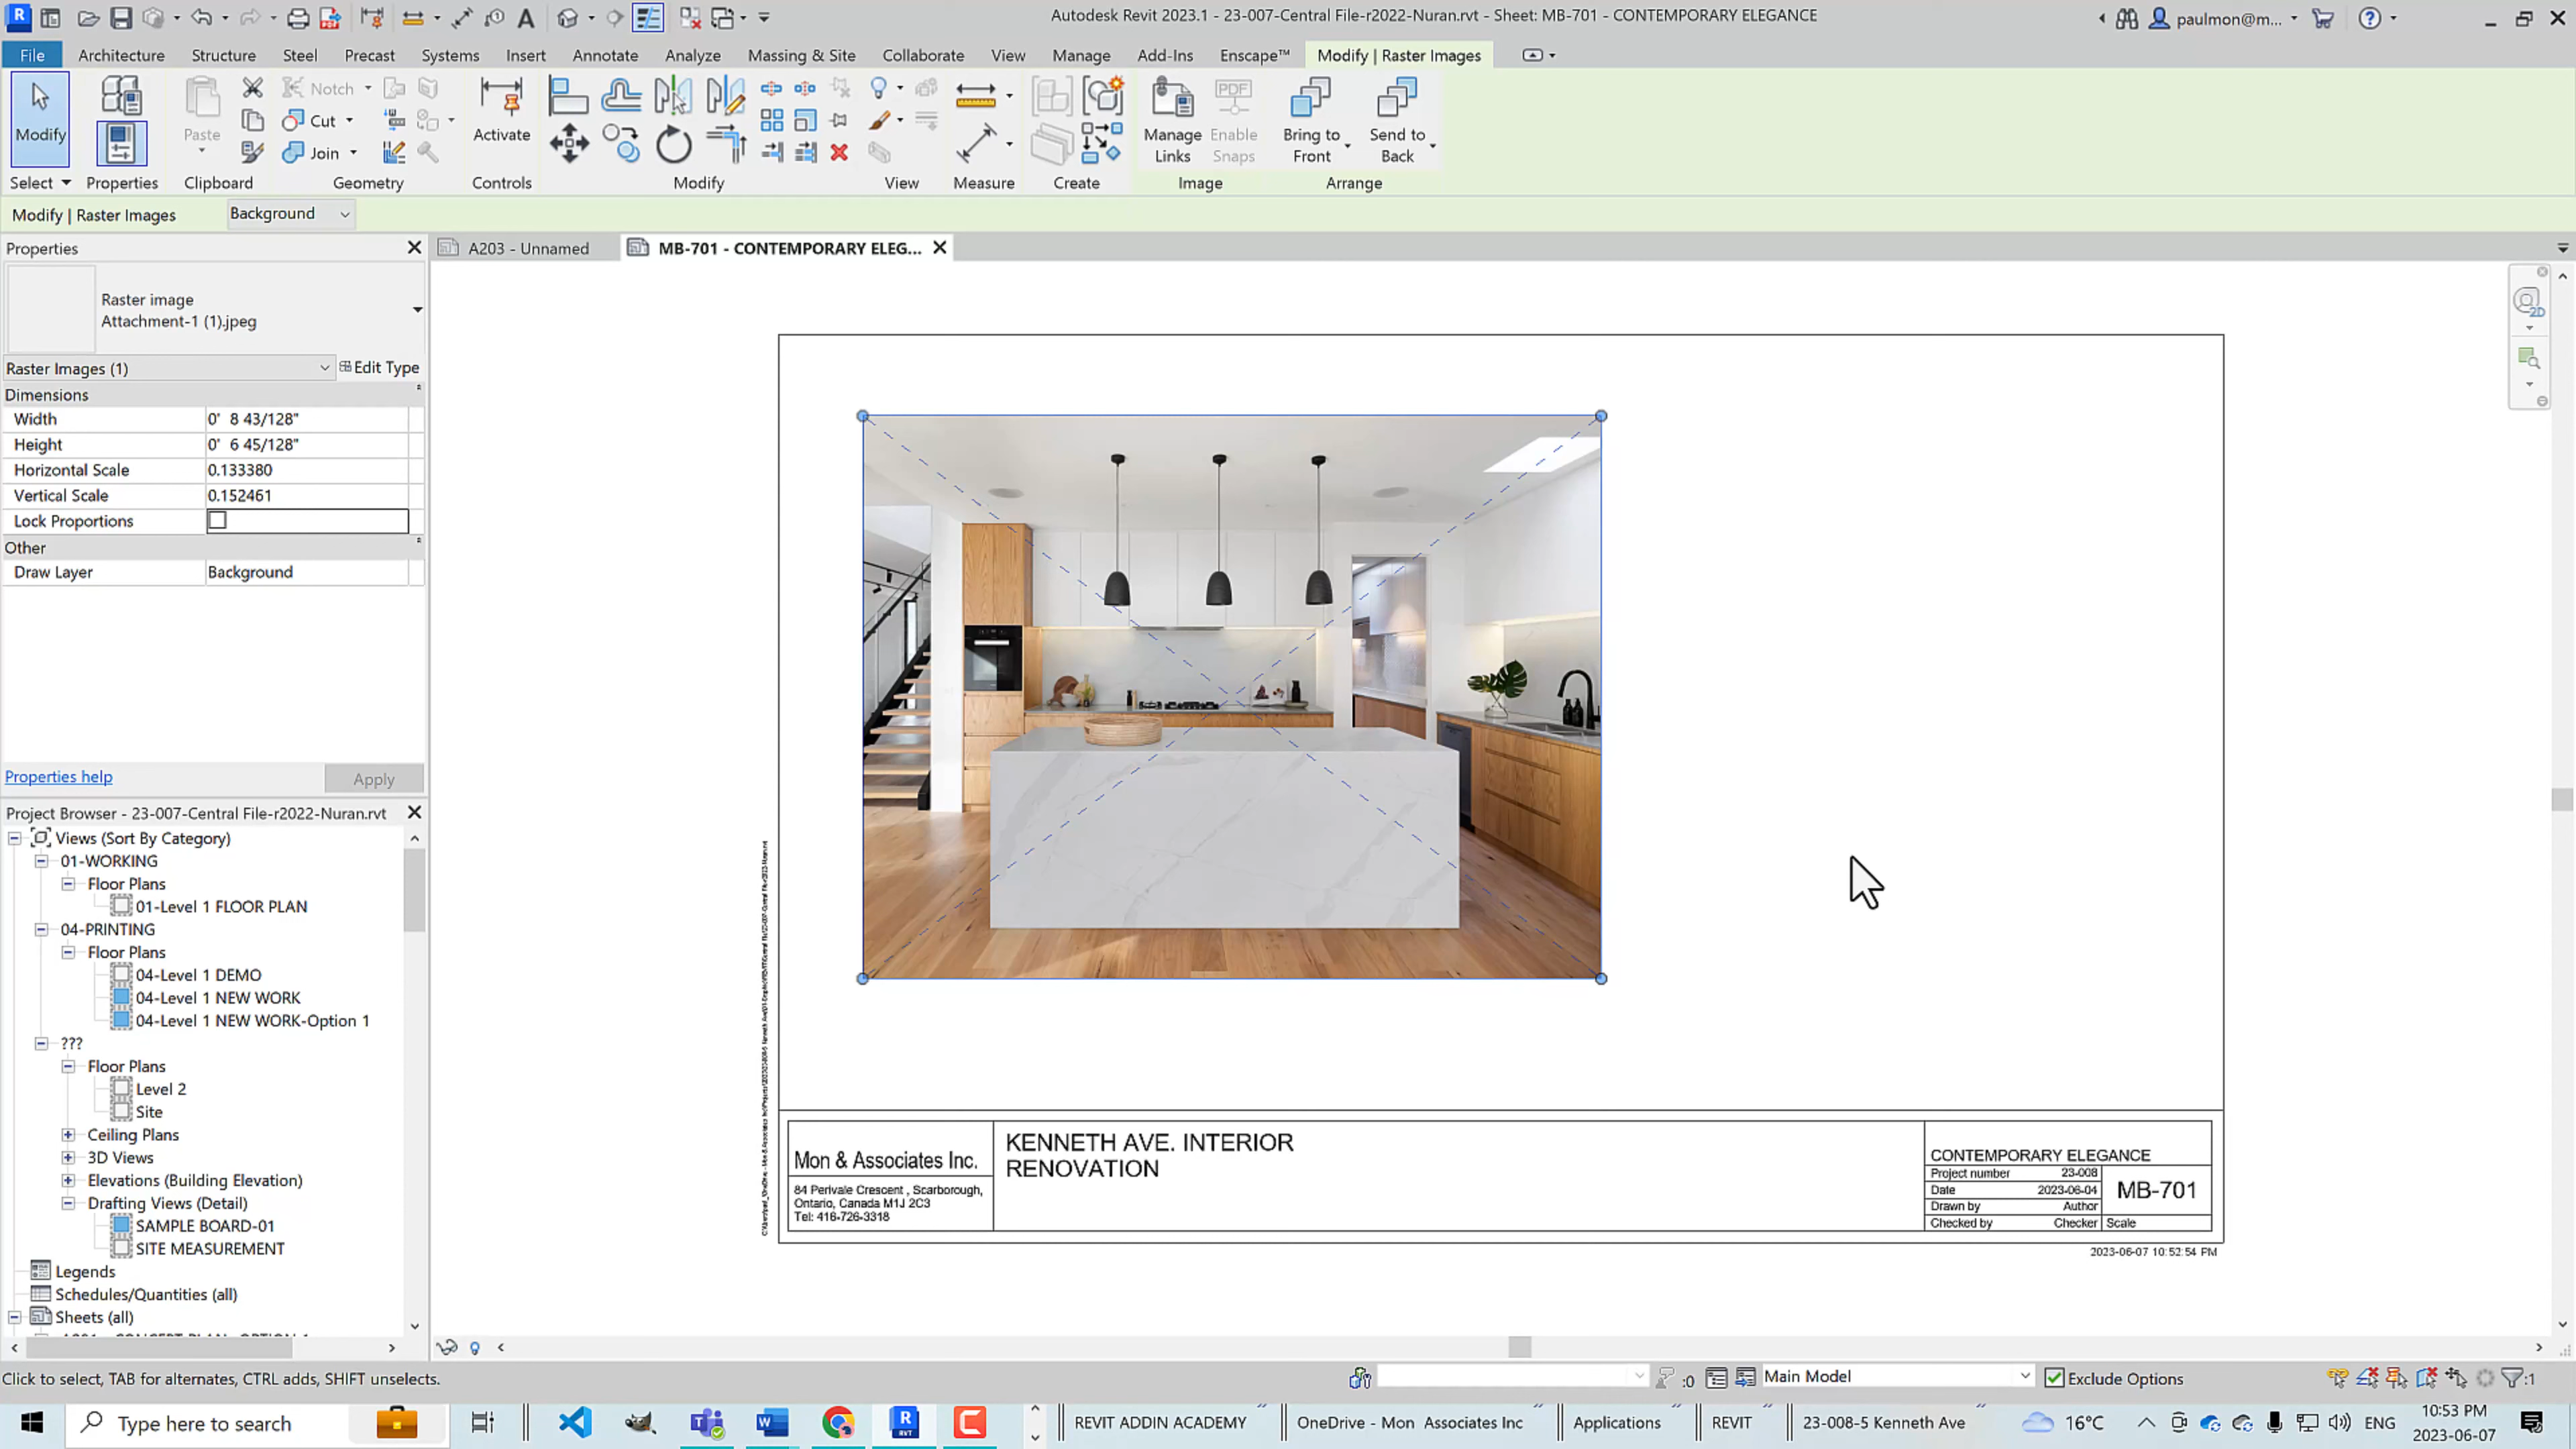 Autodesk Revit 2023.1 - 23-007-Central File-r2022-Nuran.rvt - Sheet: MB-701 - CONTEMPORARY ELEGANCE
paulmon@m...
File Architecture Structure Steel Precast Systems Insert Annotate Analyze Massing & Site Collaborate View Manage Add-Ins Enscape™ Modify | Raster Images
Modify
Paste
Notch
Cut
Join
Activate
Manage Links
PDF
Enable Snaps
Bring to Front
Send to Back
Select Properties Clipboard Geometry Controls Modify View Measure Create Image Arrange
Modify | Raster Images Background
Properties
A203 - Unnamed
MB-701 - CONTEMPORARY ELEG...
Raster image
Attachment-1 (1).jpeg
Raster Images (1) Edit Type
Dimensions
Width 0' 8 43/128"
Height 0' 6 45/128"
Horizontal Scale 0.133380
Vertical Scale 0.152461
Lock Proportions
Other
Draw Layer Background
Properties help Apply
Project Browser - 23-007-Central File-r2022-Nuran.rvt
Views (Sort By Category)
01-WORKING
Floor Plans
01-Level 1 FLOOR PLAN
04-PRINTING
Floor Plans
04-Level 1 DEMO
04-Level 1 NEW WORK
04-Level 1 NEW WORK-Option 1
???
Floor Plans
Level 2
Site
Ceiling Plans
3D Views
Elevations (Building Elevation)
Drafting Views (Detail)
SAMPLE BOARD-01
SITE MEASUREMENT
Legends
Schedules/Quantities (all)
Sheets (all)
Mon & Associates Inc.
84 Perivale Crescent , Scarborough,
Ontario, Canada M1J 2C3
Tel: 416-726-3318
KENNETH AVE. INTERIOR
RENOVATION
CONTEMPORARY ELEGANCE
Project number 23-008
Date 2023-06-04
Drawn by Author
Checked by Checker
MB-701
Scale
2023-06-07 10:52:54 PM
Click to select, TAB for alternates, CTRL adds, SHIFT unselects.
:0
Main Model
Exclude Options
:1
Type here to search
REVIT ADDIN ACADEMY
OneDrive - Mon Associates Inc
Applications
REVIT
23-008-5 Kenneth Ave
16°C
ENG
10:53 PM
2023-06-07